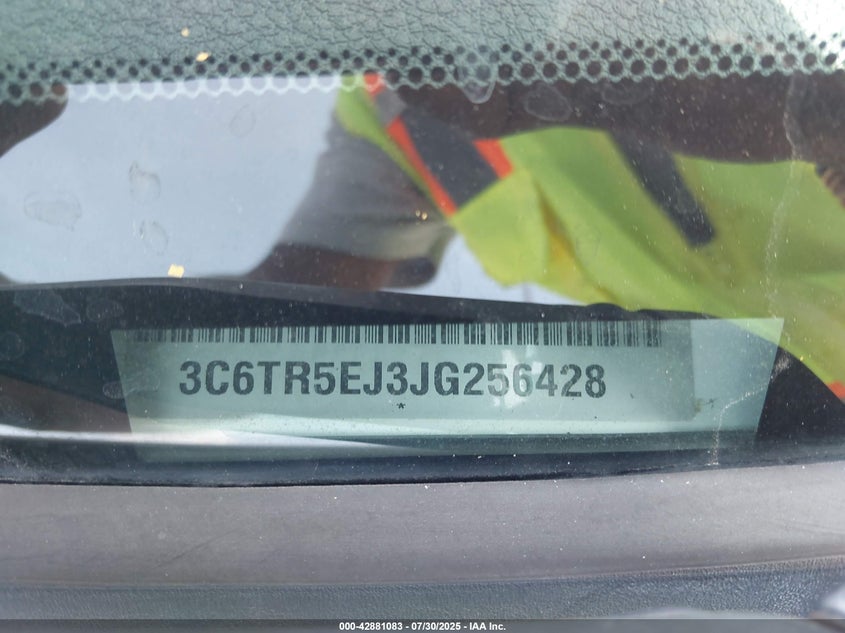 3C6TR5EJ3JG256428
*
000-42881083 / 07/30/2025 - IAA Inc.